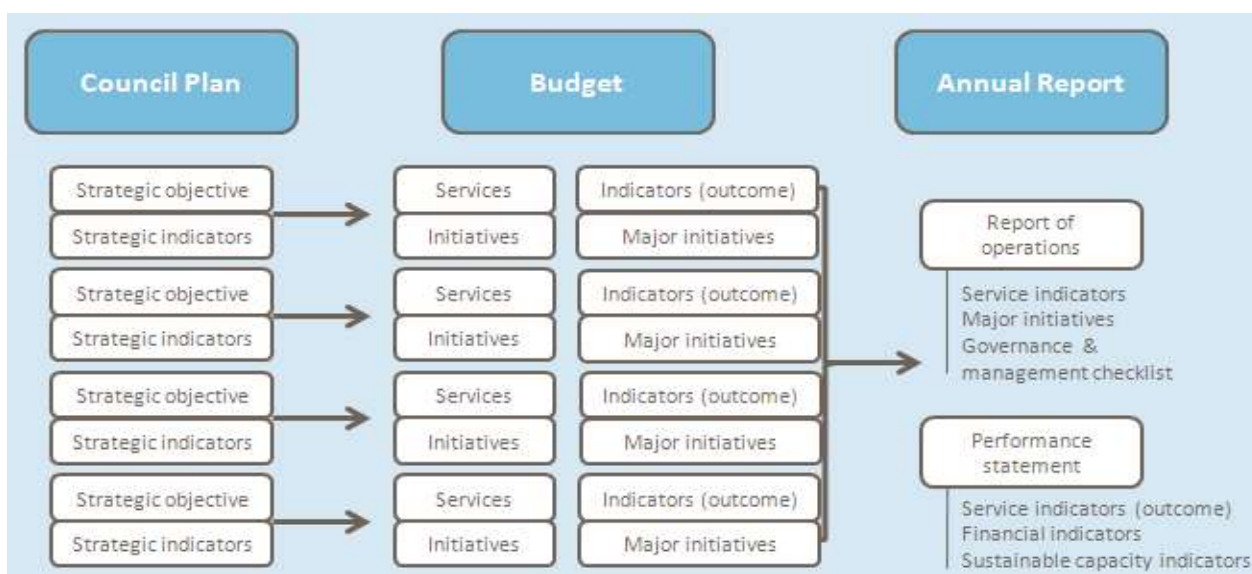 Council Plan
Budget
Annual Report
Strategic objective
Strategic indicators
Strategic objective
Strategic indicators
Strategic objective
Strategic indicators
Strategic objective
Strategic indicators
Services
Initiatives
Services
Initiatives
Services
Initiatives
Services
Initiatives
Indicators (outcome)
Major initiatives
Indicators (outcome)
Major initiatives
Indicators (outcome)
Major initiatives
Indicators (outcome)
Major initiatives
Report of
operations
Service indicators
Major initiatives
Governance &
management checklist
Performance
statement
Service indicators (outcome)
Financial indicators
Sustainable capacity indicators